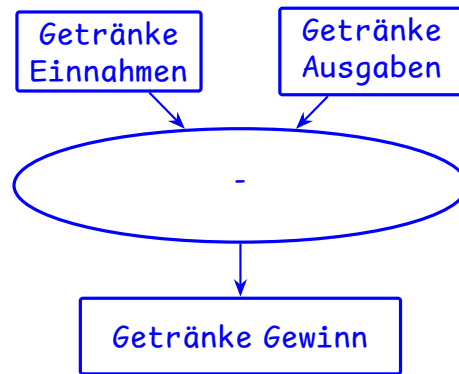 Getränke
Einnahmen
Getränke
Ausgaben
-
Getränke Gewinn